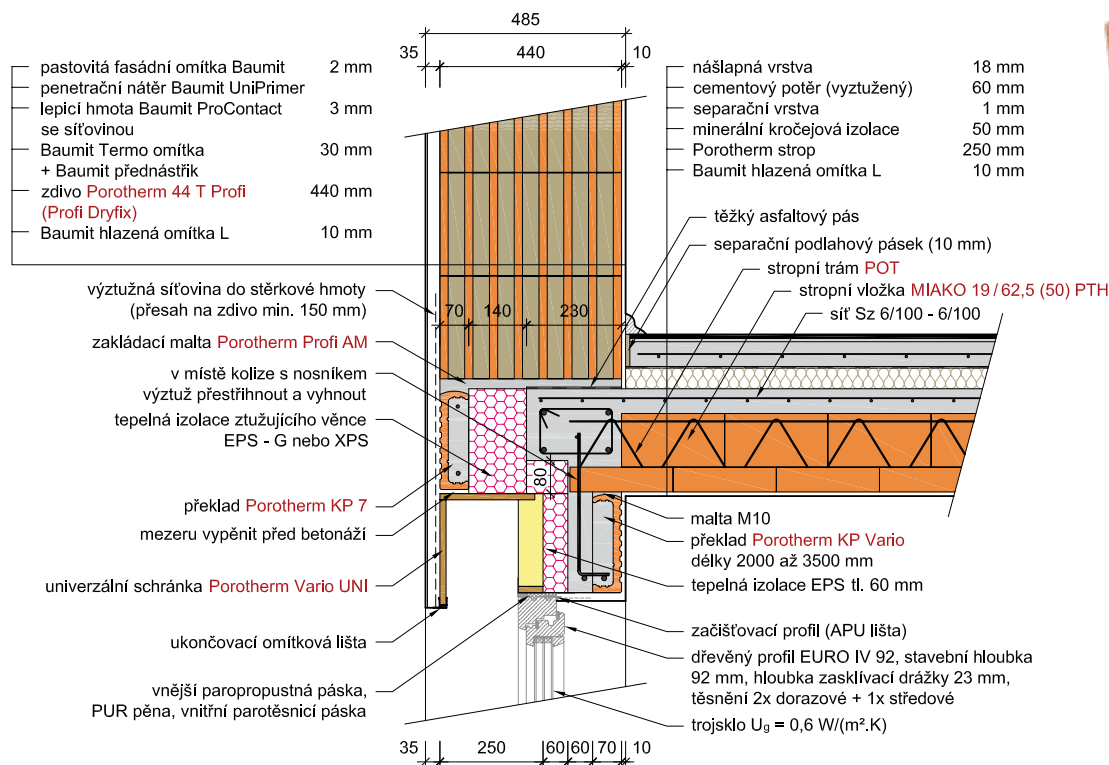 485
35
440
10
pastovitá fasádní omítka Baumit 2 mm
penetrační nátěr Baumit UniPrimer
lepicí hmota Baumit ProContact 3 mm
se síťovinou
Baumit Termo omítka 30 mm
+ Baumit přednástřik
zdivo Porotherm 44 T Profi 440 mm
(Profi Dryfix)
Baumit hlazená omítka L 10 mm
nášlapná vrstva 18 mm
cementový potěr (vyztužený) 60 mm
separační vrstva 1 mm
minerální kročejová izolace 50 mm
Porotherm strop 250 mm
Baumit hlazená omítka L 10 mm
těžký asfaltový pás
separační podlahový pásek (10 mm)
stropní trám POT
stropní vložka MIAKO 19 / 62,5 (50) PTH
síť Sz 6/100 - 6/100
výztužná síťovina do stěrkové hmoty
(přesah na zdivo min. 150 mm)
70
140
230
zakládací malta Porotherm Profi AM
v místě kolize s nosníkem
výztuž přestřihnout a vyhnout
tepelná izolace ztužujícího věnce
EPS - G nebo XPS
80
překlad Porotherm KP 7
mezeru vypěnit před betonáží
univerzální schránka Porotherm Vario UNI
ukončovací omítková lišta
vnější paropropustná páska,
PUR pěna, vnitřní parotěsnicí páska
malta M10
překlad Porotherm KP Vario
délky 2000 až 3500 mm
tepelná izolace EPS tl. 60 mm
začišťovací profil (APU lišta)
dřevěný profil EURO IV 92, stavební hloubka
92 mm, hloubka zasklívací drážky 23 mm,
těsnění 2x dorazové + 1x středové
trojsklo Ug = 0,6 W/(m².K)
35
250
60
60
70
10